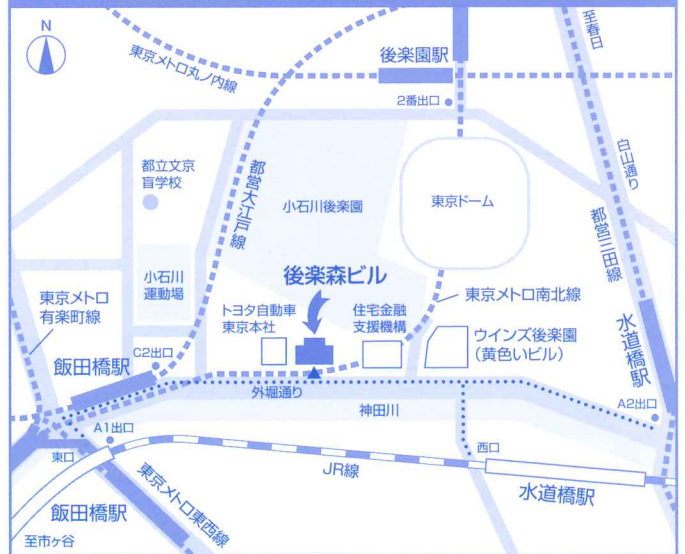 N
東京メトロ丸ノ内線
後楽園駅
2番出口
至春日
白山通り
都営三田線
都立文京
盲学校
都営大江戸線
小石川後楽園
東京ドーム
小石川
運動場
後楽森ビル
東京メトロ
有楽町線
トヨタ自動車
東京本社
住宅金融
支援機構
東京メトロ南北線
ウインズ後楽園
(黄色いビル)
水道橋駅
飯田橋駅
C2出口
外堀通り
神田川
A2出口
A1出口
東口
西口
JR線
水道橋駅
東京メトロ東西線
飯田橋駅
至市ヶ谷